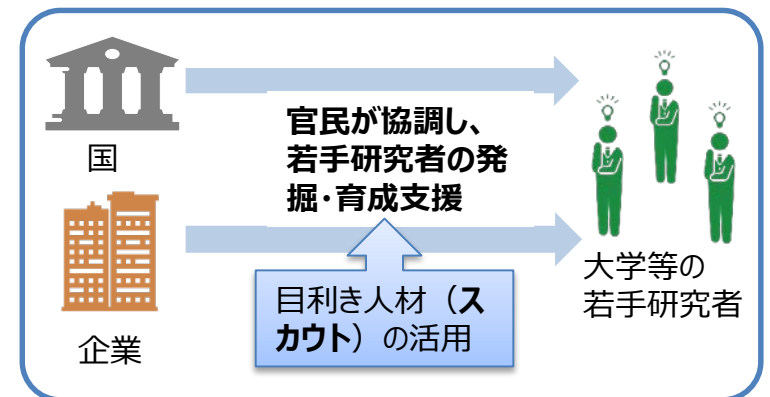 国
官民が協調し、
若手研究者の発
掘・育成支援
企業
目利き人材（ス
カウト）の活用
大学等の
若手研究者